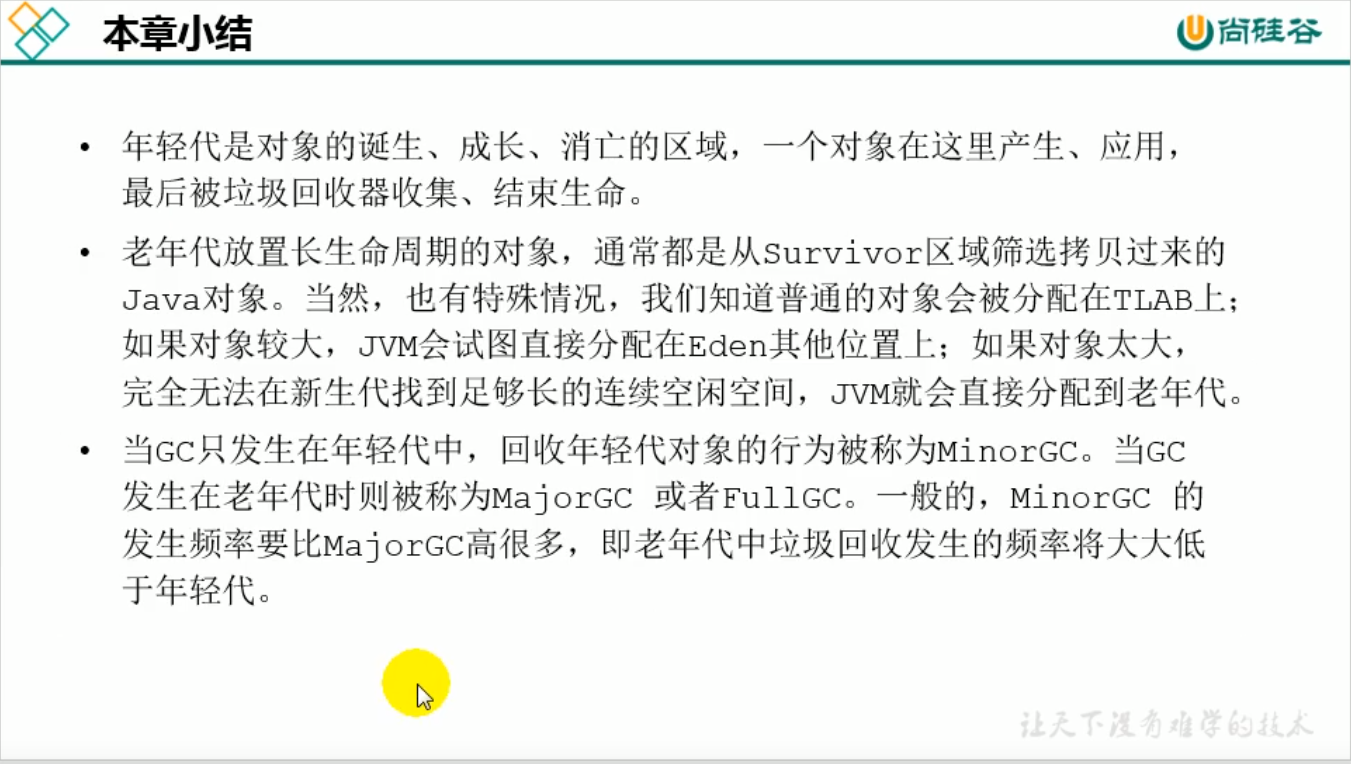 本章小结
尚硅谷
• 年轻代是对象的诞生、成长、消亡的区域，一个对象在这里产生、应用，
最后被垃圾回收器收集、结束生命。
• 老年代放置长生命周期的对象，通常都是从Survivor区域筛选拷贝过来的
Java对象。当然，也有特殊情况，我们知道普通的对象会被分配在TLAB上；
如果对象较大，JVM会试图直接分配在Eden其他位置上；如果对象太大，
完全无法在新生代找到足够长的连续空闲空间，JVM就会直接分配到老年代。
• 当GC只发生在年轻代中，回收年轻代对象的行为被称为MinorGC。当GC
发生在老年代时则被称为MajorGC 或者FullGC。一般的，MinorGC 的
发生频率要比MajorGC高很多，即老年代中垃圾回收发生的频率将大大低
于年轻代。
让天下没有难学的技术